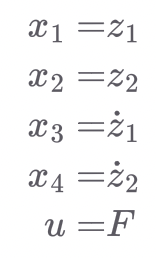 x₁ = z₁
x₂ = z₂
x₃ = ż₁
x₄ = ż₂
u = F